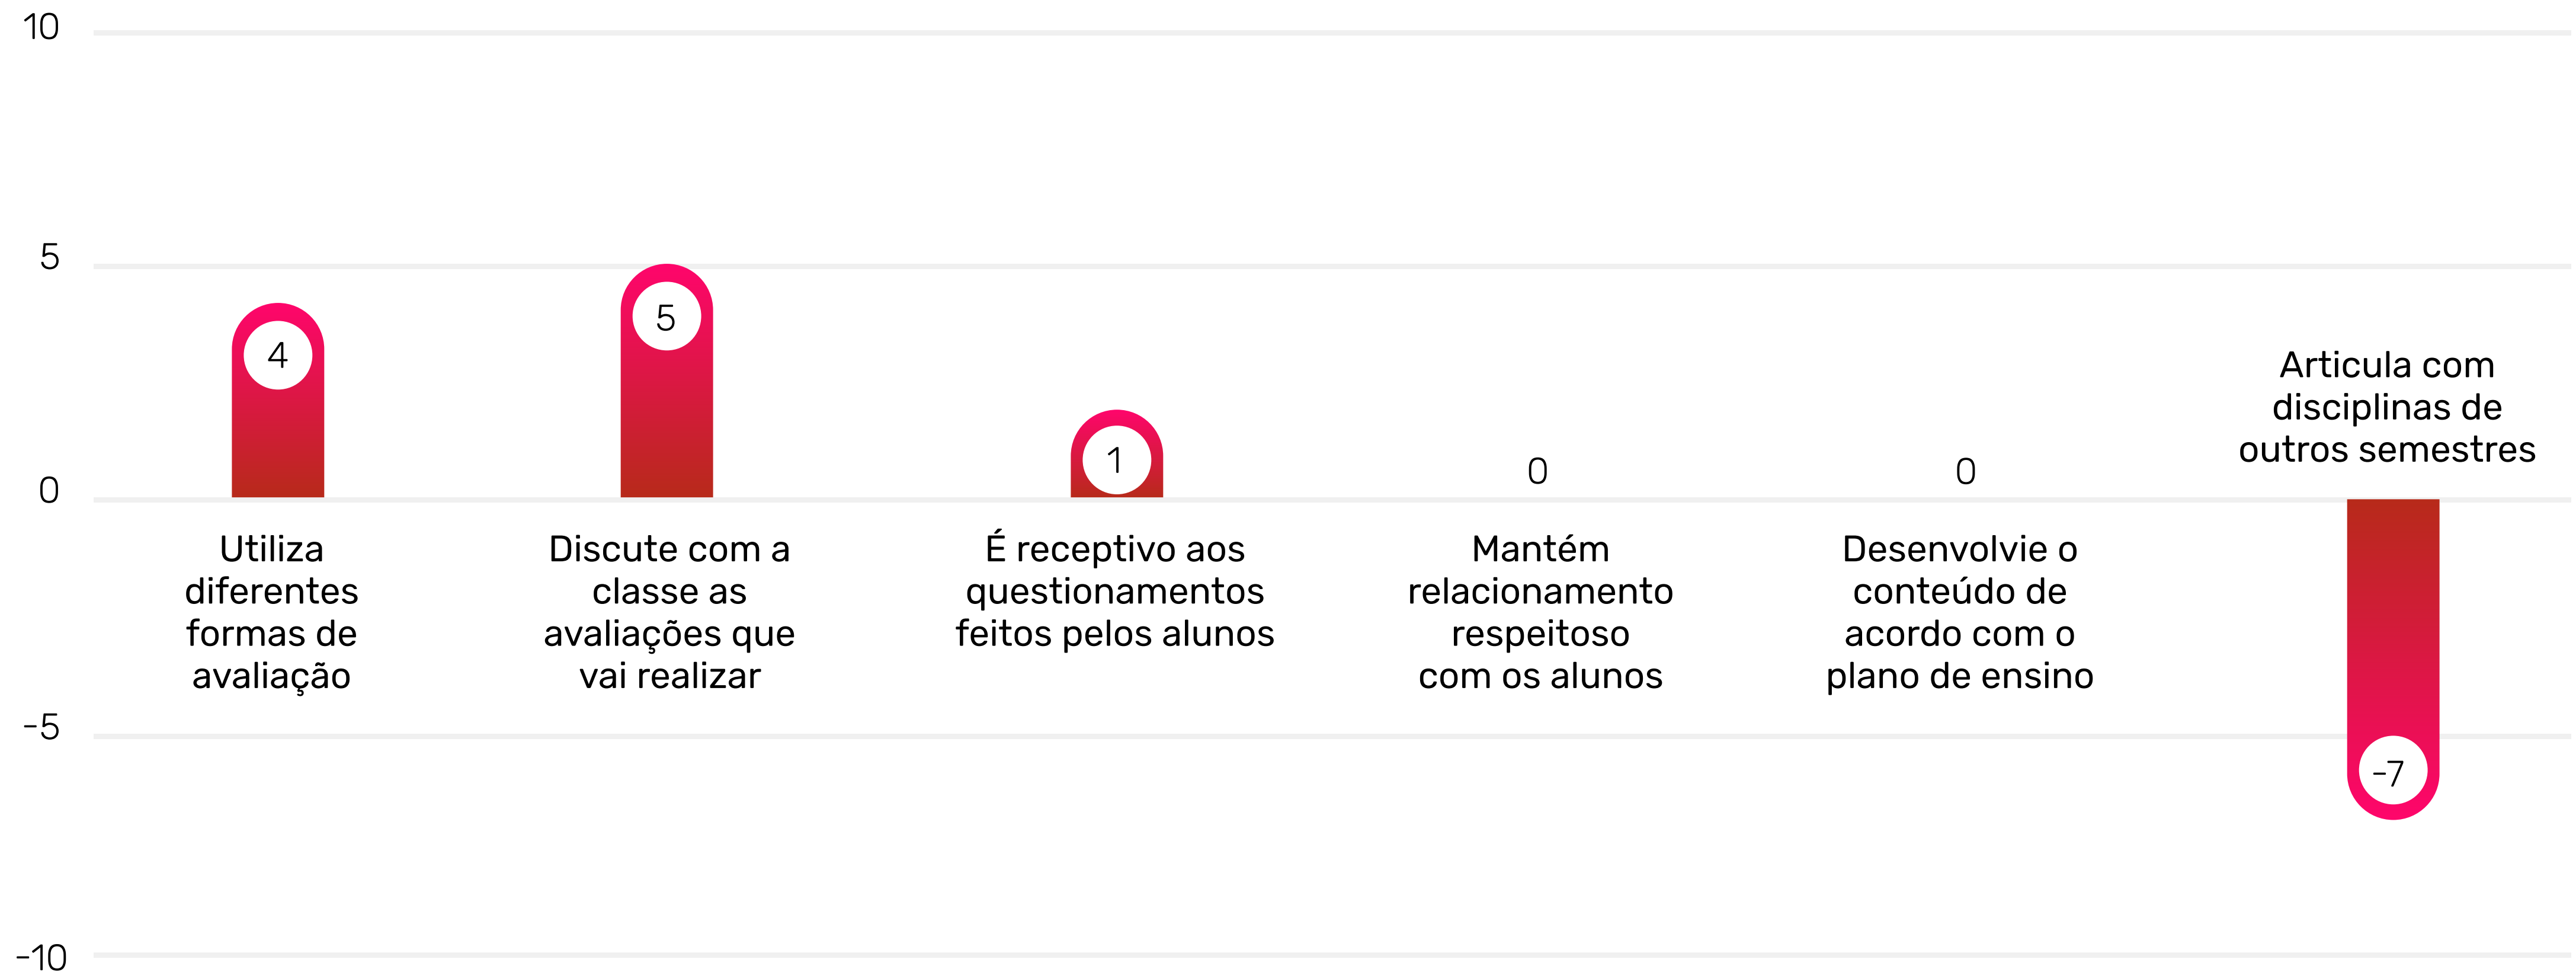 10
5
0
-5
-10
4
5
1
0
0
-7
Utiliza
diferentes
formas de
avaliação
Discute com a
classe as
avaliações que
vai realizar
É receptivo aos
questionamentos
feitos pelos alunos
Mantém
relacionamento
respeitoso
com os alunos
Desenvolvie o
conteúdo de
acordo com o
plano de ensino
Articula com
disciplinas de
outros semestres